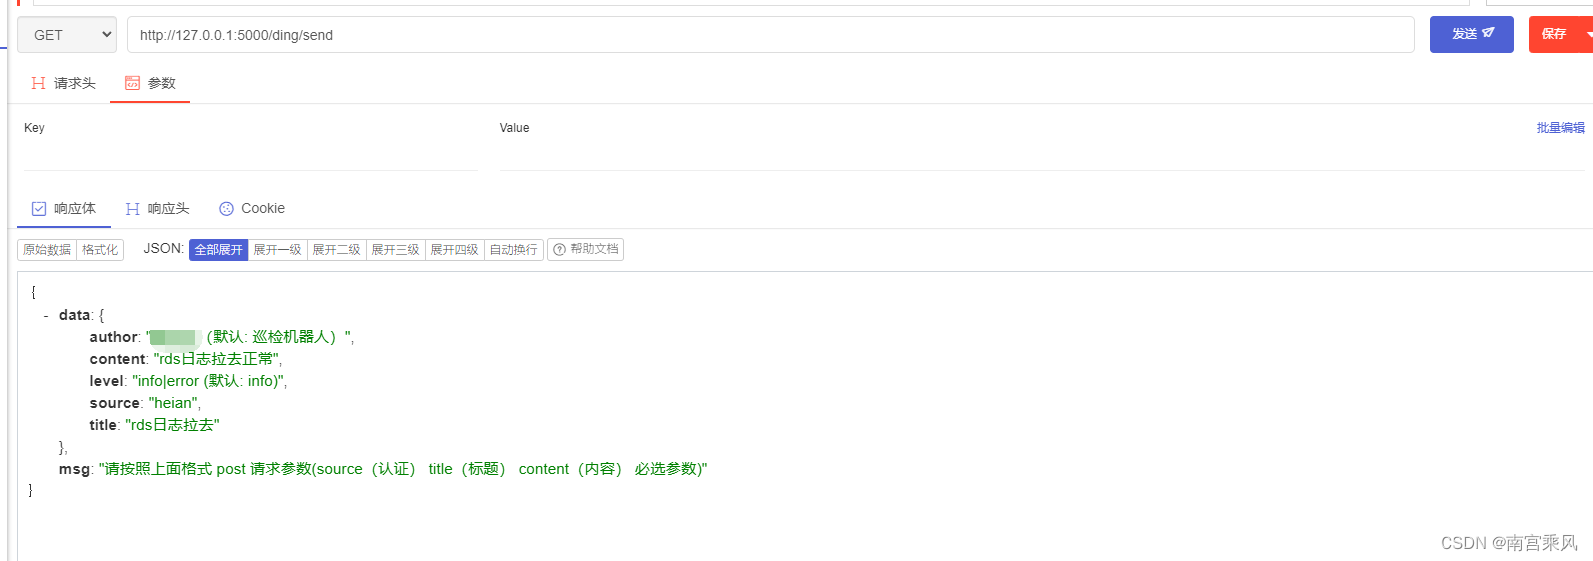 GET http://127.0.0.1:5000/ding/send 发送 保存
请求头 参数
Key Value 批量编辑
响应体 响应头 Cookie
原始数据 格式化 JSON: 全部展开 展开一级 展开二级 展开三级 展开四级 自动换行 帮助文档
{
- data: {
author: " (默认: 巡检机器人）",
content: "rds日志拉去正常",
level: "info|error (默认: info)",
source: "heian",
title: "rds日志拉去"
},
msg: "请按照上面格式 post 请求参数(source（认证） title（标题） content（内容） 必选参数)"
}
CSDN @南宫乘风